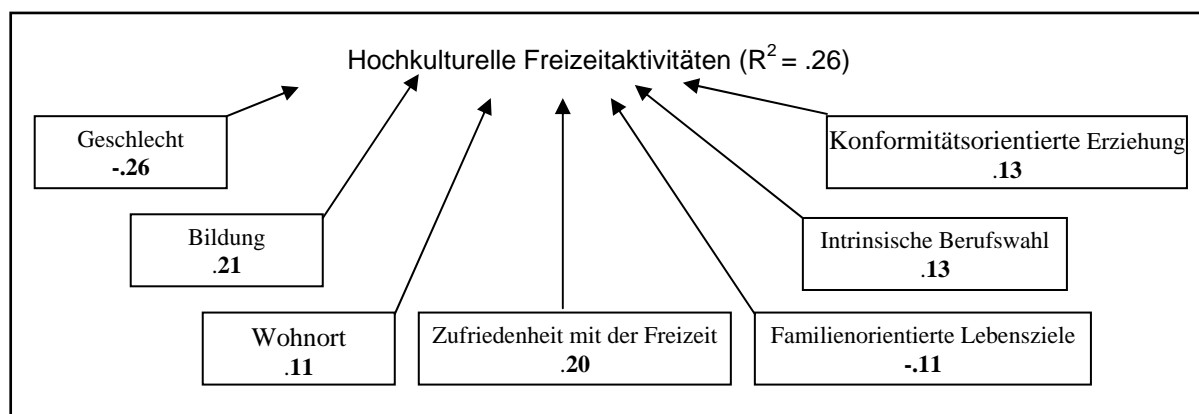 Hochkulturelle Freizeitaktivitäten (R² = .26)
Geschlecht
-.26
Konformitätsorientierte Erziehung
.13
Bildung
.21
Intrinsische Berufswahl
.13
Wohnort
.11
Zufriedenheit mit der Freizeit
.20
Familienorientierte Lebensziele
-.11